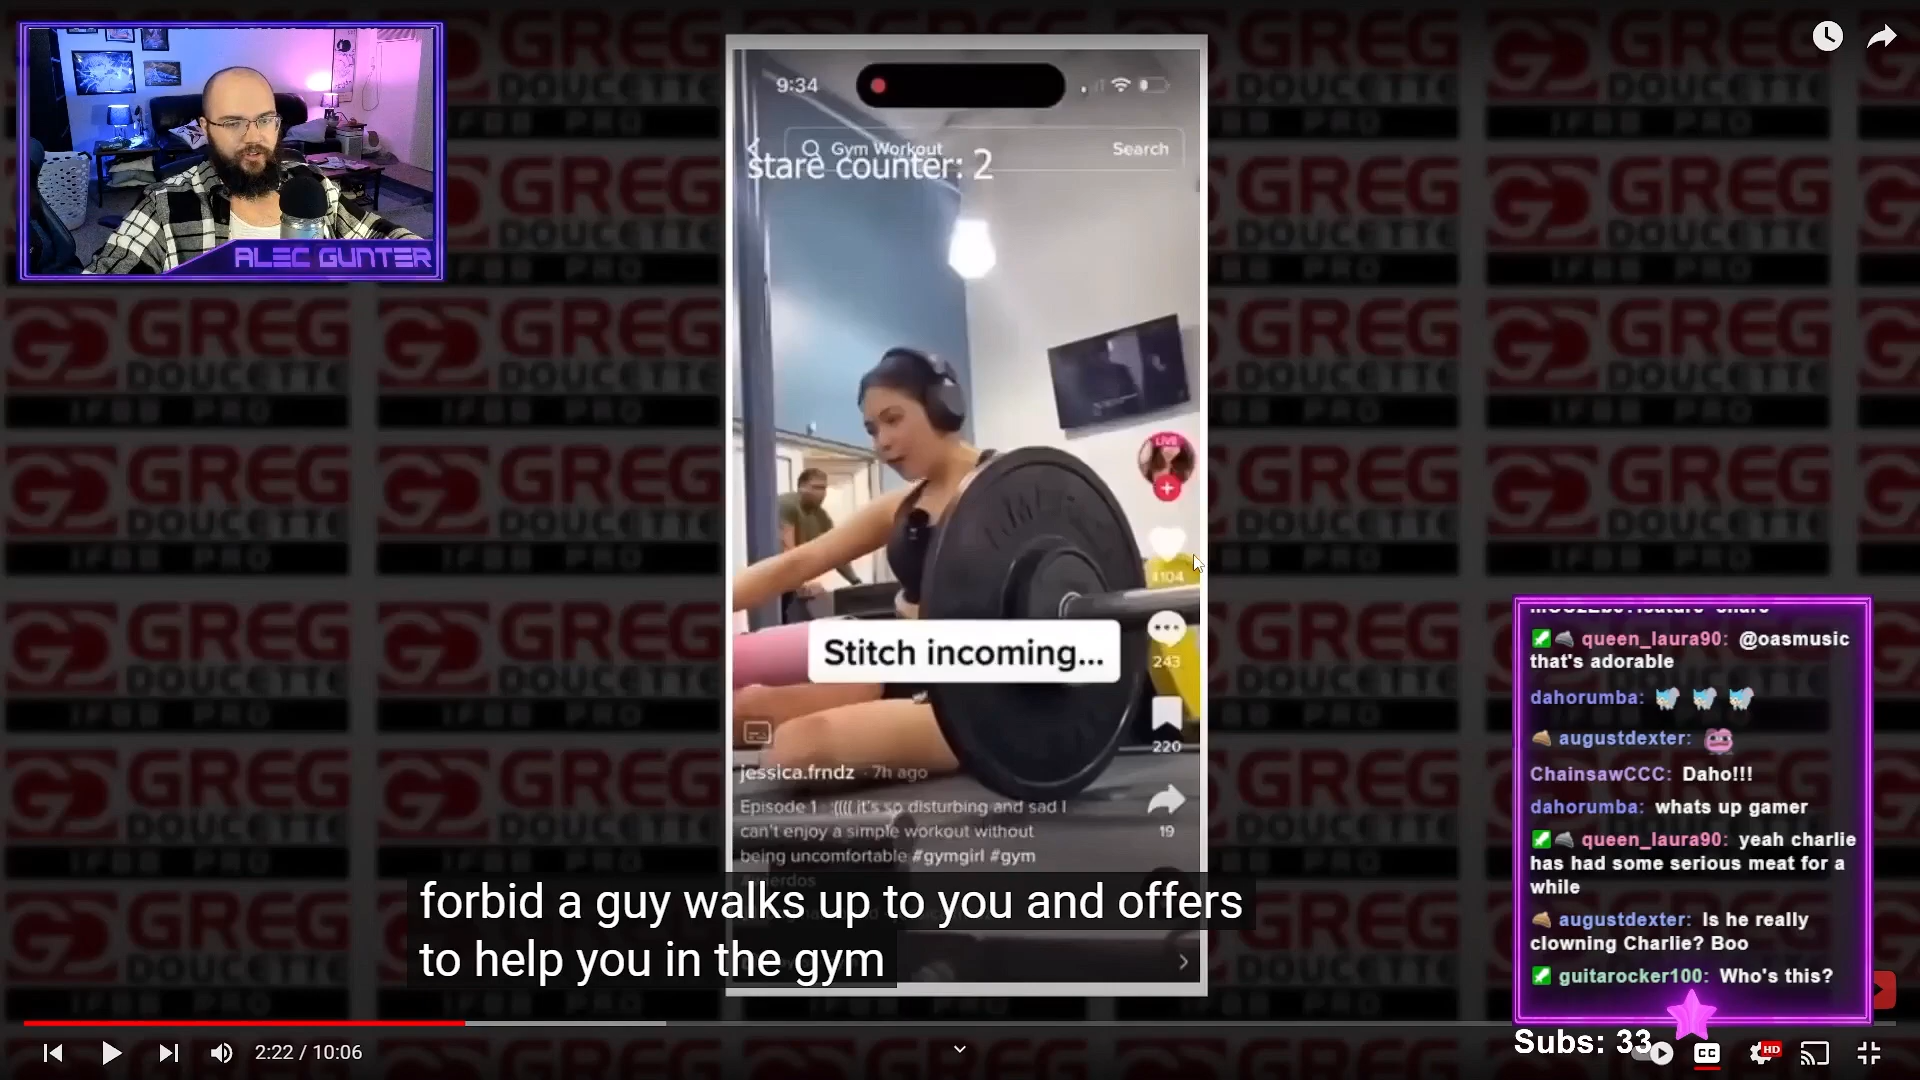 ALEC GUNTER
GREG
DOUCETTE
IFBB PRO
9:34
Gym Workout
Search
stare counter: 2
LIVE
4104
Stitch incoming...
243
220
jessica.frndz · 7h ago
Episode 1 :(((( it's so disturbing and sad I
can't enjoy a simple workout without
being uncomfortable #gymgirl #gym
19
forbid a guy walks up to you and offers
to help you in the gym
queen_laura90: @oasmusic
that's adorable
dahorumba:
augustdexter:
ChainsawCCC: Daho!!!
dahorumba: whats up gamer
queen_laura90: yeah charlie
has had some serious meat for a
while
augustdexter: Is he really
clowning Charlie? Boo
guitarocker100: Who's this?
Subs: 33
2:22 / 10:06
CC
HD